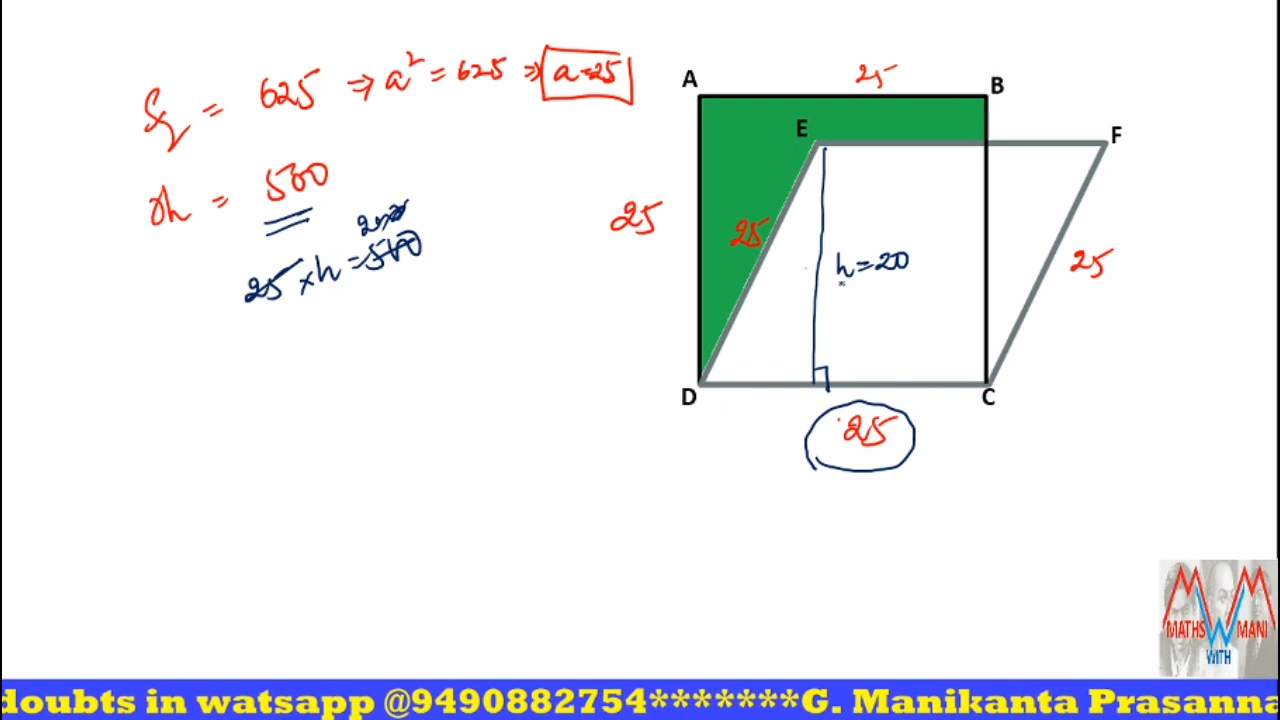 Sq = 625 ⇒ a² = 625 ⇒ a = 25
rh = 500
25 × h = 500
20
A
25
B
E
F
25
25
h = 20
25
D
C
25
MATHS WITH MANI
doubts in watsapp @9490882754*******G. Manikanta Prasanna